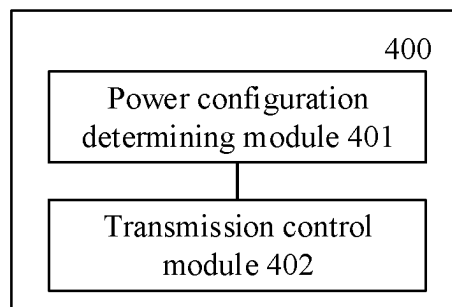 400
Power configuration
determining module 401
Transmission control
module 402